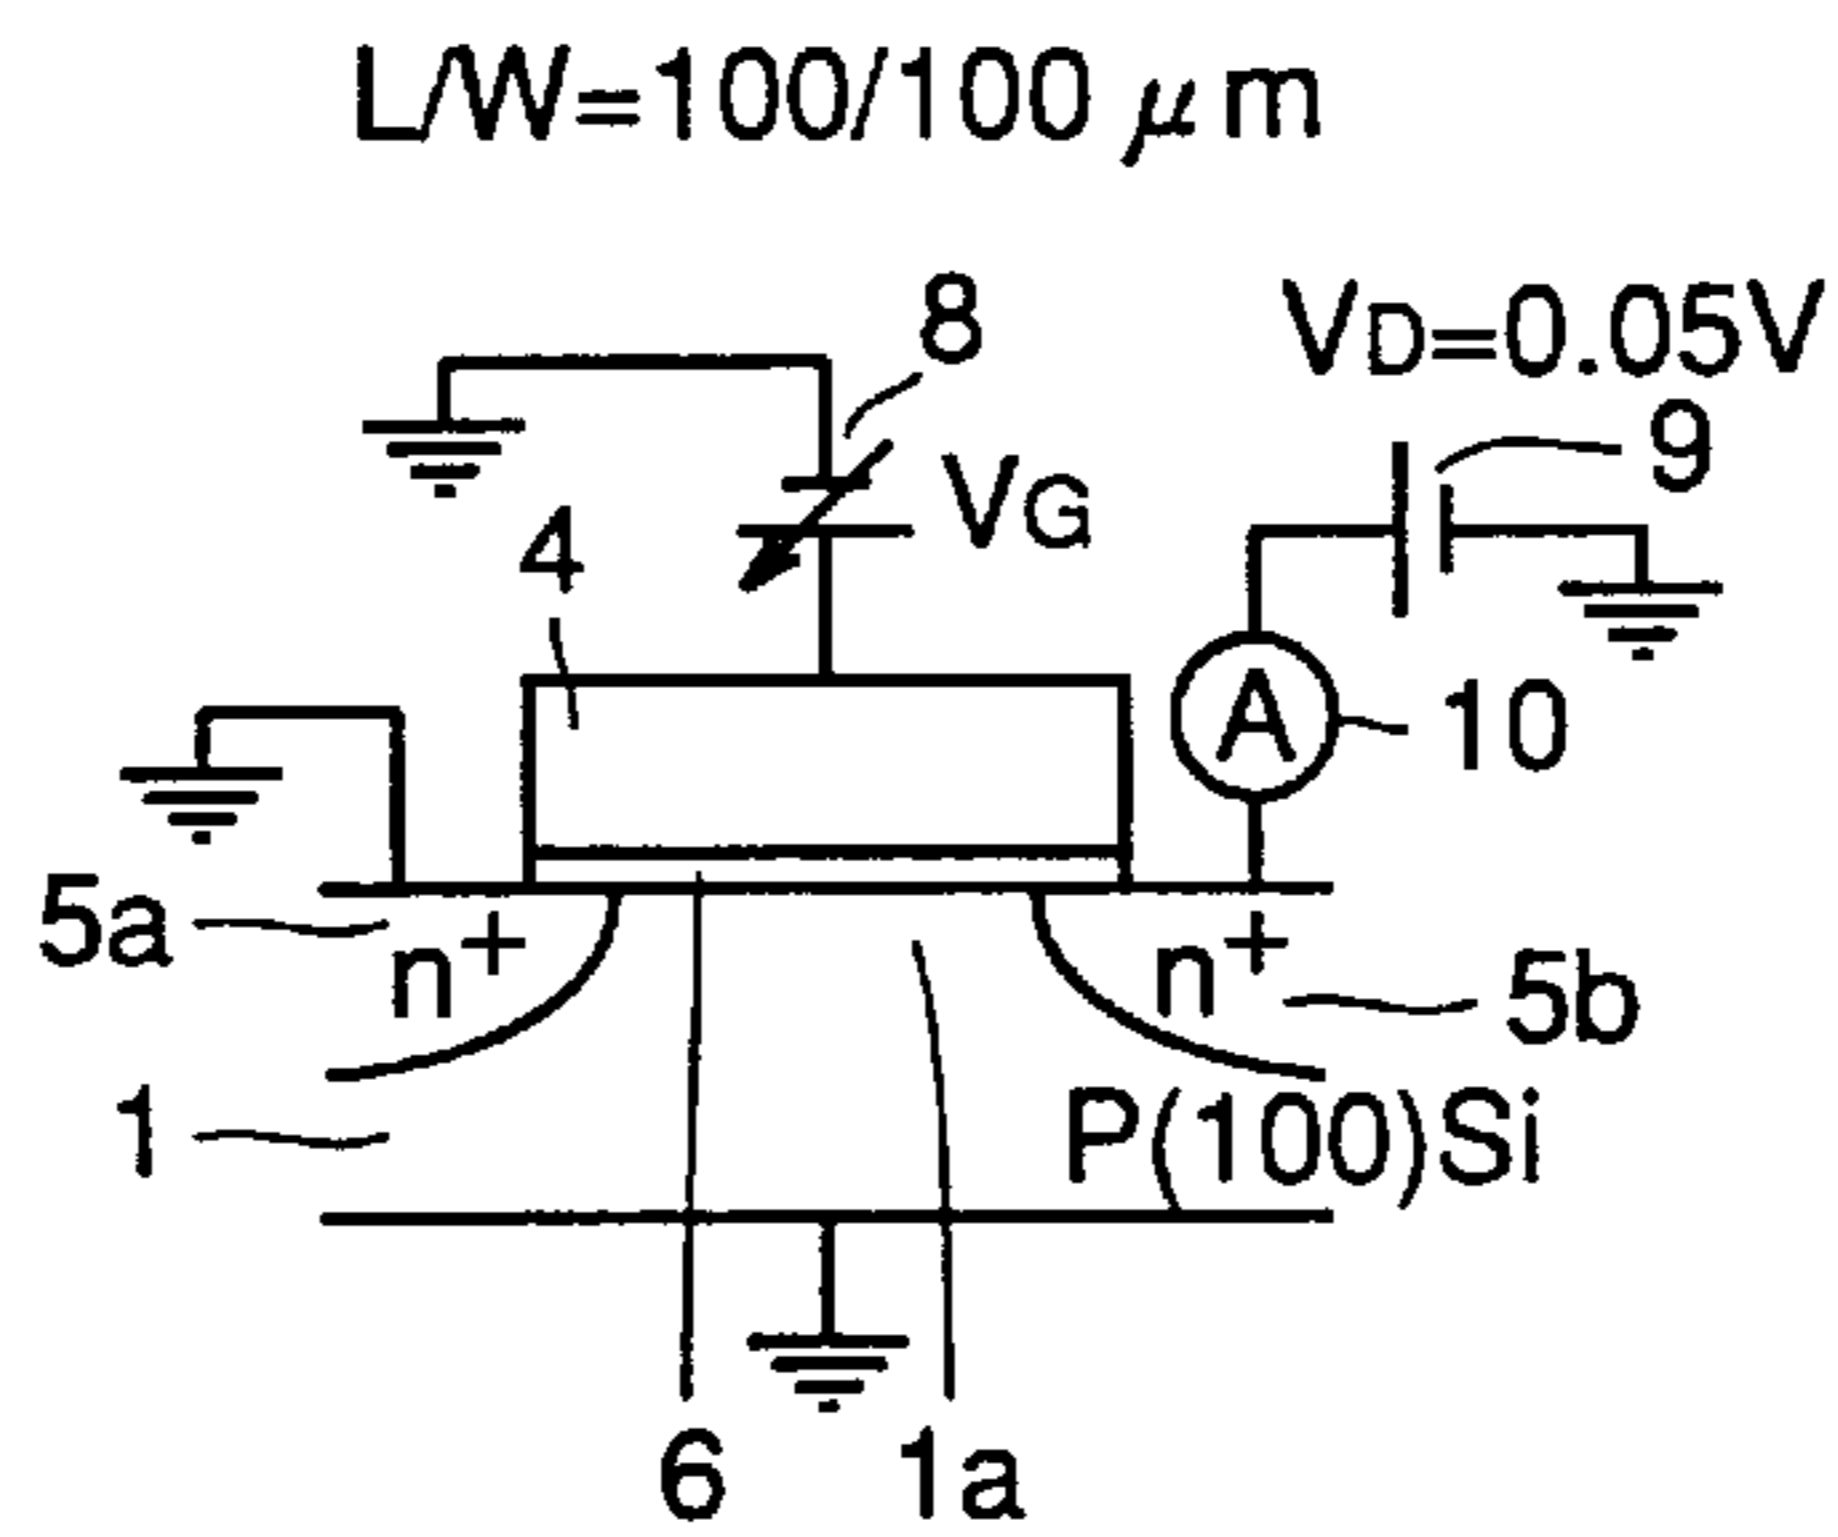 L/W=100/100 μm
8
VD=0.05V
9
VG
4
A
10
5a
n+
n+
5b
1
P(100)Si
6
1a